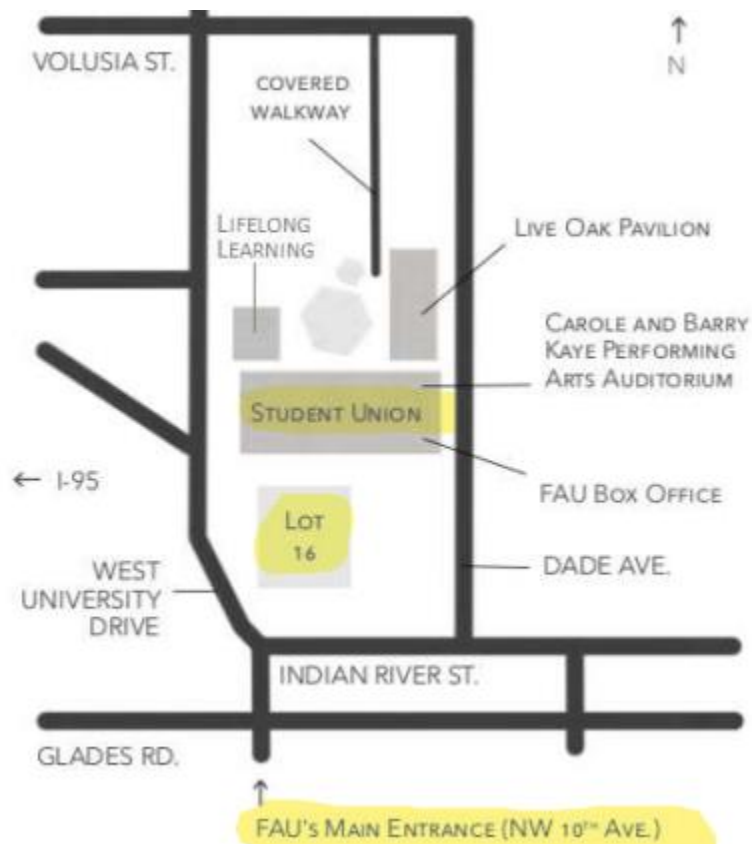 VOLUSIA ST.
N
COVERED
WALKWAY
LIFELONG
LEARNING
LIVE OAK PAVILION
CAROLE AND BARRY
KAYE PERFORMING
ARTS AUDITORIUM
STUDENT UNION
← I-95
FAU BOX OFFICE
LOT
16
WEST
UNIVERSITY
DRIVE
DADE AVE.
INDIAN RIVER ST.
GLADES RD.
FAU'S MAIN ENTRANCE (NW 10TH AVE.)